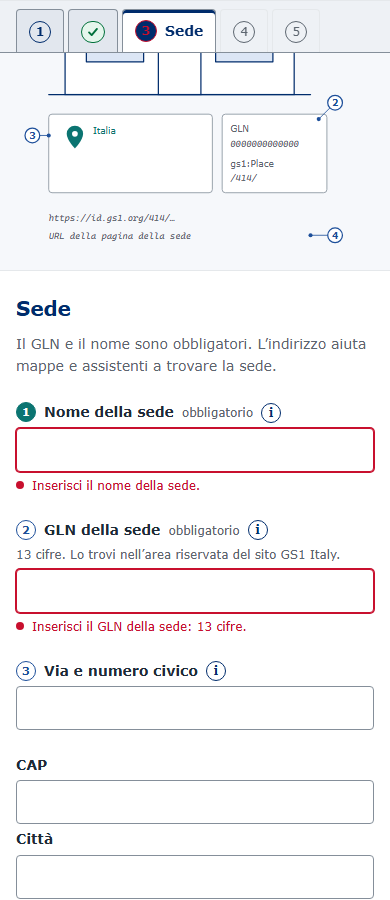 1
3 Sede
4
5
2
3
Italia
GLN
0000000000000
gs1:Place
/414/
https://id.gs1.org/414/…
URL della pagina della sede
4
Sede
Il GLN e il nome sono obbligatori. L’indirizzo aiuta
mappe e assistenti a trovare la sede.
1 Nome della sede obbligatorio i
Inserisci il nome della sede.
2 GLN della sede obbligatorio i
13 cifre. Lo trovi nell’area riservata del sito GS1 Italy.
Inserisci il GLN della sede: 13 cifre.
3 Via e numero civico i
CAP
Città